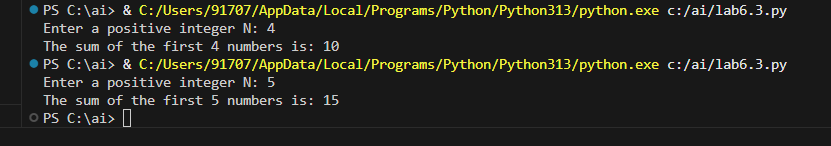 PS C:\ai> & C:/Users/91707/AppData/Local/Programs/Python/Python313/python.exe c:/ai/lab6.3.py
Enter a positive integer N: 4
The sum of the first 4 numbers is: 10
PS C:\ai> & C:/Users/91707/AppData/Local/Programs/Python/Python313/python.exe c:/ai/lab6.3.py
Enter a positive integer N: 5
The sum of the first 5 numbers is: 15
PS C:\ai>